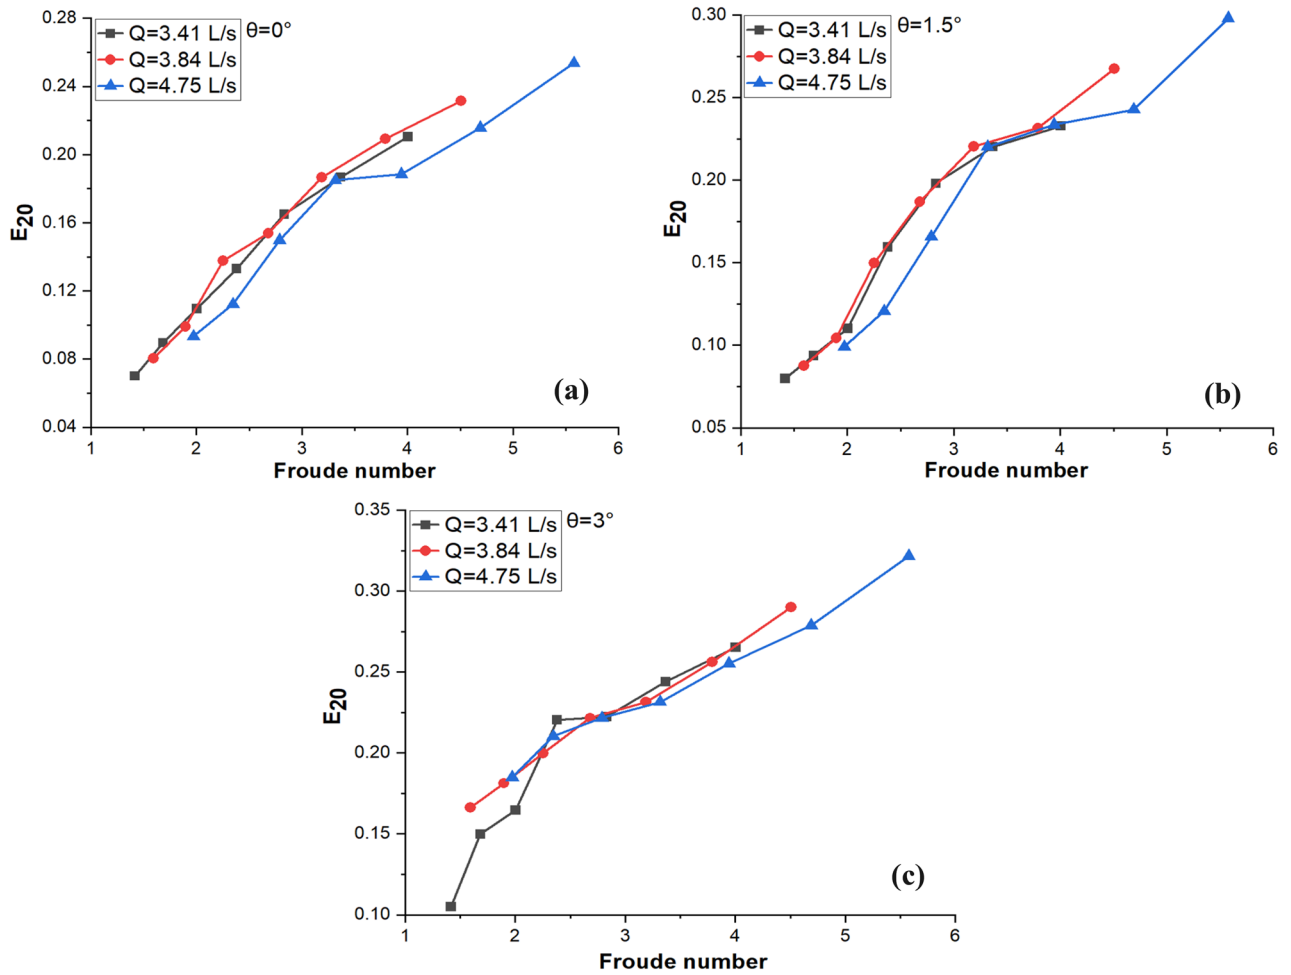 0.28
0.24
0.20
0.16
0.12
0.08
0.04
E20
Q=3.41 L/s θ=0°
Q=3.84 L/s
Q=4.75 L/s
(a)
1 2 3 4 5 6
Froude number
0.30
0.25
0.20
0.15
0.10
0.05
E20
Q=3.41 L/s θ=1.5°
Q=3.84 L/s
Q=4.75 L/s
(b)
1 2 3 4 5 6
Froude number
0.35
0.30
0.25
0.20
0.15
0.10
E20
Q=3.41 L/s θ=3°
Q=3.84 L/s
Q=4.75 L/s
(c)
1 2 3 4 5 6
Froude number